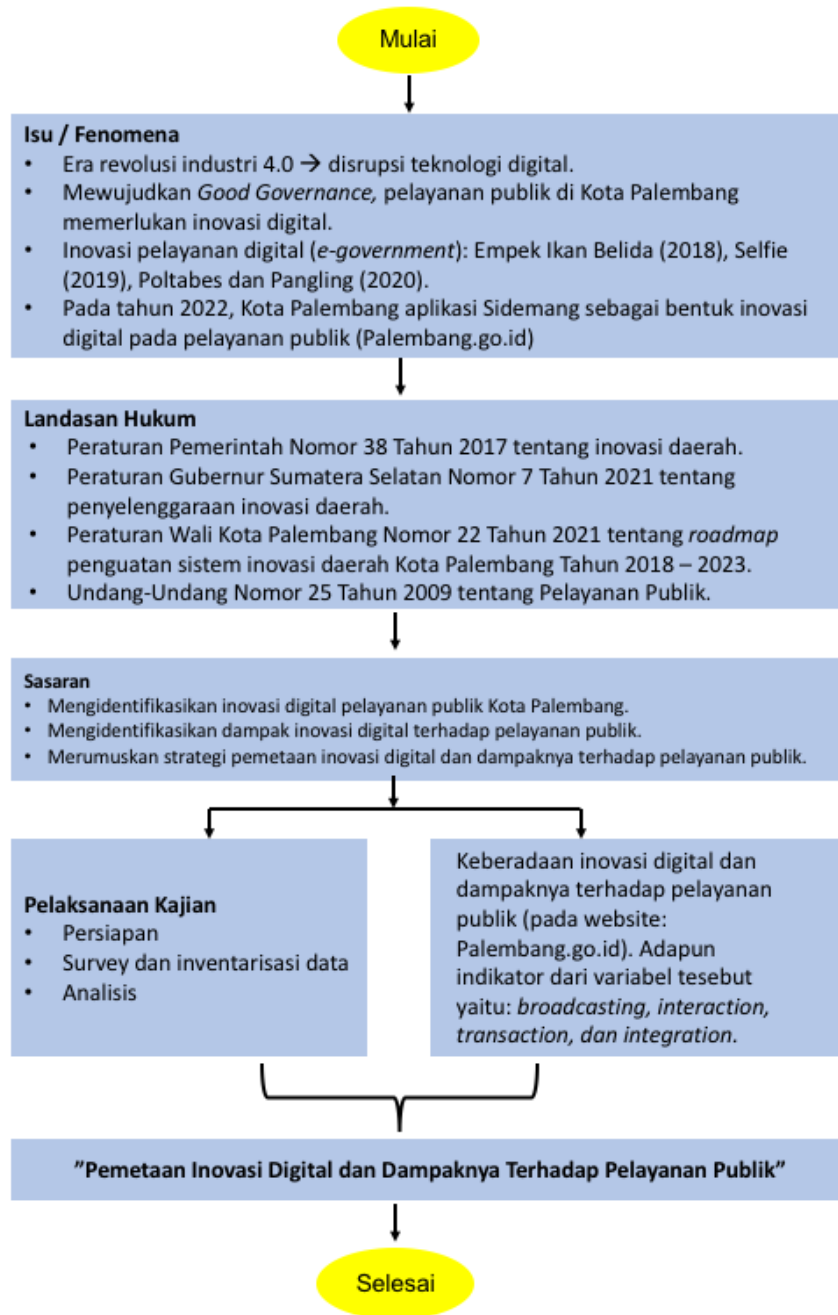 Mulai
Isu / Fenomena
• Era revolusi industri 4.0 → disrupsi teknologi digital.
• Mewujudkan Good Governance, pelayanan publik di Kota Palembang
memerlukan inovasi digital.
• Inovasi pelayanan digital (e-government): Empek Ikan Belida (2018), Selfie
(2019), Poltabes dan Pangling (2020).
• Pada tahun 2022, Kota Palembang aplikasi Sidemang sebagai bentuk inovasi
digital pada pelayanan publik (Palembang.go.id)
Landasan Hukum
• Peraturan Pemerintah Nomor 38 Tahun 2017 tentang inovasi daerah.
• Peraturan Gubernur Sumatera Selatan Nomor 7 Tahun 2021 tentang
penyelenggaraan inovasi daerah.
• Peraturan Wali Kota Palembang Nomor 22 Tahun 2021 tentang roadmap
penguatan sistem inovasi daerah Kota Palembang Tahun 2018 – 2023.
• Undang-Undang Nomor 25 Tahun 2009 tentang Pelayanan Publik.
Sasaran
• Mengidentifikasikan inovasi digital pelayanan publik Kota Palembang.
• Mengidentifikasikan dampak inovasi digital terhadap pelayanan publik.
• Merumuskan strategi pemetaan inovasi digital dan dampaknya terhadap pelayanan publik.
Pelaksanaan Kajian
• Persiapan
• Survey dan inventarisasi data
• Analisis
Keberadaan inovasi digital dan
dampaknya terhadap pelayanan
publik (pada website:
Palembang.go.id). Adapun
indikator dari variabel tesebut
yaitu: broadcasting, interaction,
transaction, dan integration.
”Pemetaan Inovasi Digital dan Dampaknya Terhadap Pelayanan Publik”
Selesai